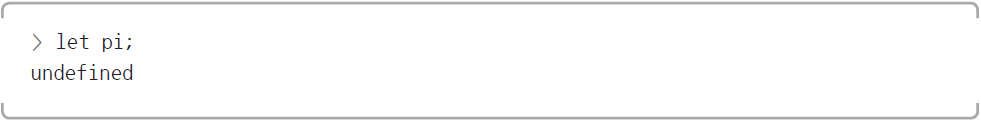 > let pi;
undefined